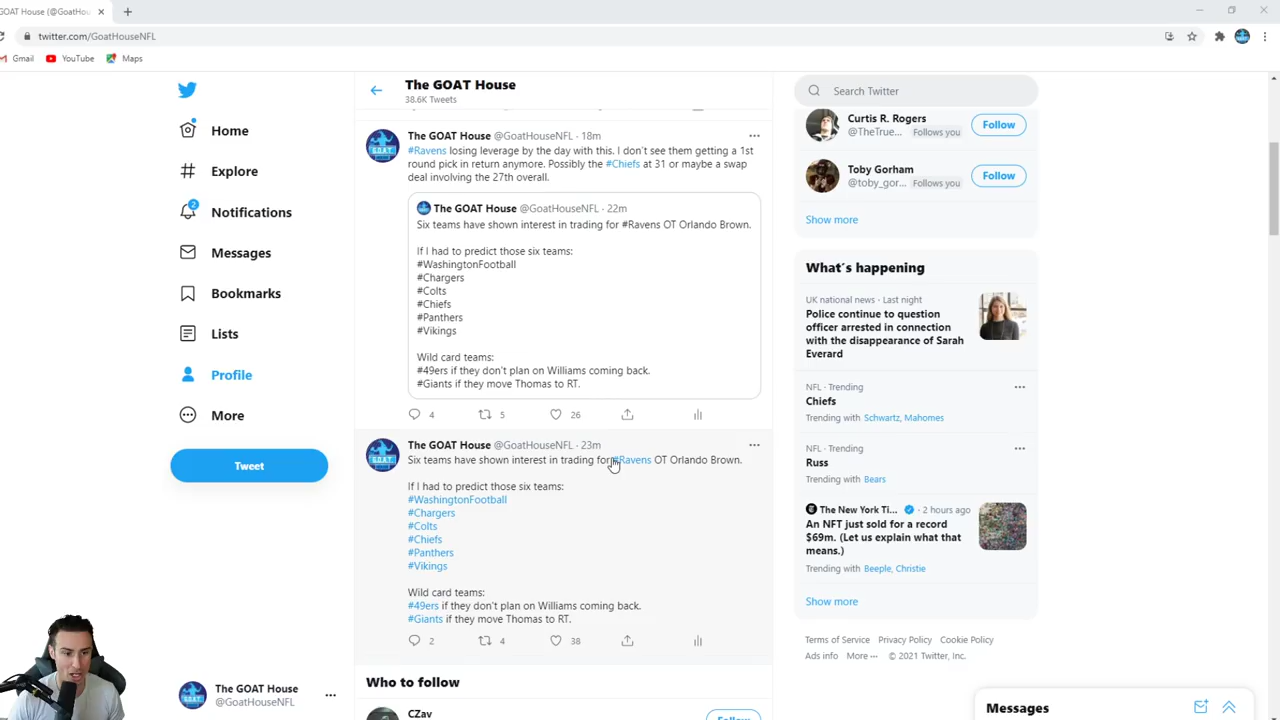 GOAT House (@GoatHou
twitter.com/GoatHouseNFL
Gmail
YouTube
Maps
Home
Explore
2
Notifications
Messages
Bookmarks
Lists
Profile
More
Tweet
The GOAT House
@GoatHouseNFL
The GOAT House
38.6K Tweets
G.O.A.T.
The GOAT House @GoatHouseNFL · 18m
#Ravens losing leverage by the day with this. I don't see them getting a 1st
round pick in return anymore. Possibly the #Chiefs at 31 or maybe a swap
deal involving the 27th overall.
The GOAT House @GoatHouseNFL · 22m
Six teams have shown interest in trading for #Ravens OT Orlando Brown.
If I had to predict those six teams:
#WashingtonFootball
#Chargers
#Colts
#Chiefs
#Panthers
#Vikings
Wild card teams:
#49ers if they don't plan on Williams coming back.
#Giants if they move Thomas to RT.
4
5
26
G.O.A.T.
The GOAT House @GoatHouseNFL · 23m
Six teams have shown interest in trading for #Ravens OT Orlando Brown.
If I had to predict those six teams:
#WashingtonFootball
#Chargers
#Colts
#Chiefs
#Panthers
#Vikings
Wild card teams:
#49ers if they don't plan on Williams coming back.
#Giants if they move Thomas to RT.
2
4
38
Who to follow
CZav
Follow
Search Twitter
Curtis R. Rogers
@TheTrue... Follows you
Follow
Toby Gorham
@toby_gor... Follows you
Follow
Show more
What's happening
UK national news · Last night
Police continue to question
officer arrested in connection
with the disappearance of Sarah
Everard
NFL · Trending
Chiefs
Trending with Schwartz, Mahomes
NFL · Trending
Russ
Trending with Bears
The New York Ti... · 2 hours ago
An NFT just sold for a record
$69m. (Let us explain what that
means.)
Trending with Beeple, Christie
Show more
Terms of Service Privacy Policy Cookie Policy
Ads info More ··· © 2021 Twitter, Inc.
Messages